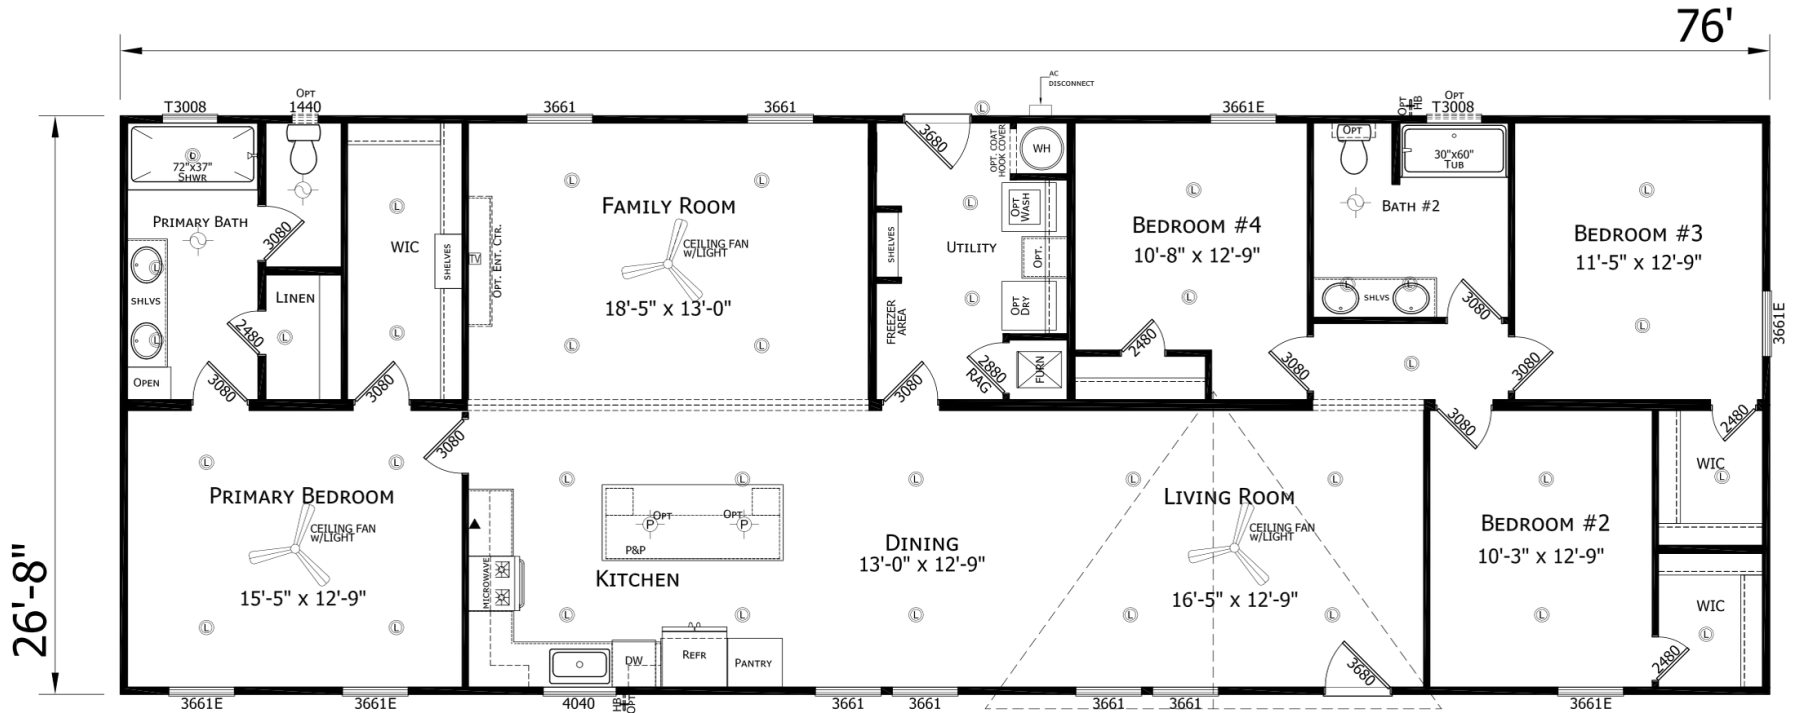 76'
AC
DISCONNECT
T3008
OPT
1440
3661
3661
L
3661E
OPT
HB
OPT
T3008
72"x37"
SHWR
PRIMARY BATH
3080
SHLVS
OPEN
LINEN
2480
3080
WIC
SHELVES
3080
TV
OPT. ENT. CTR.
FAMILY ROOM
CEILING FAN
w/LIGHT
18'-5" x 13'-0"
3680
OPT. COAT
HOOK COVER
WH
SHELVES
UTILITY
OPT
WASH
OPT.
OPT
DRY
FREEZER
AREA
2880
RAG
FURN
3080
BEDROOM #4
10'-8" x 12'-9"
2480
3080
OPT
30"x60"
TUB
BATH #2
SHLVS
3080
BEDROOM #3
11'-5" x 12'-9"
3661E
3080
2480
3080
26'-8"
PRIMARY BEDROOM
CEILING FAN
w/LIGHT
15'-5" x 12'-9"
3080
MICROWAVE
OPT
OPT
P
P
P&P
KITCHEN
DW
REFR
PANTRY
DINING
13'-0" x 12'-9"
LIVING ROOM
CEILING FAN
w/LIGHT
16'-5" x 12'-9"
3680
BEDROOM #2
10'-3" x 12'-9"
WIC
WIC
2480
3661E
3661E
4040
HB
OPT
3661
3661
3661
3661
3661E